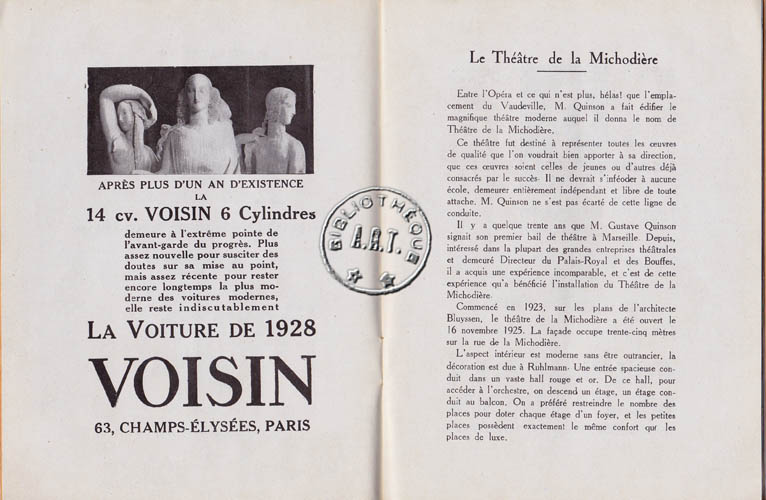 APRÈS PLUS D'UN AN D'EXISTENCE
LA
14 cv. VOISIN 6 Cylindres
demeure à l'extrême pointe de
l'avant-garde du progrès. Plus
assez nouvelle pour susciter des
doutes sur sa mise au point,
mais assez récente pour rester
encore longtemps la plus mo-
derne des voitures modernes,
elle reste indiscutablement
LA VOITURE DE 1928
VOISIN
63, CHAMPS-ÉLYSÉES, PARIS
BIBLIOTHÈQUE
A.R.T.
Le Théâtre de la Michodière
Entre l'Opéra et ce qui n'est plus, hélas! que l'empla-
cement du Vaudeville, M. Quinson a fait édifier le
magnifique théâtre moderne auquel il donna le nom de
Théâtre de la Michodière.
Ce théâtre fut destiné à représenter toutes les œuvres
de qualité que l'on voudrait bien apporter à sa direction,
que ces œuvres soient celles de jeunes ou d'autres déjà
consacrés par le succès. Il ne devrait s'inféoder à aucune
école, demeurer entièrement indépendant et libre de toute
attache. M. Quinson ne s'est pas écarté de cette ligne de
conduite.
Il y a quelque trente ans que M. Gustave Quinson
signait son premier bail de théâtre à Marseille. Depuis,
intéressé dans la plupart des grandes entreprises théâtrales
et demeuré Directeur du Palais-Royal et des Bouffes,
il a acquis une expérience incomparable, et c'est de cette
expérience qu'a bénéficié l'installation du Théâtre de la
Michodière.
Commencé en 1923, sur les plans de l'architecte
Bluyssen, le théâtre de la Michodière a été ouvert le
16 novembre 1925. La façade occupe trente-cinq mètres
sur la rue de la Michodière.
L'aspect intérieur est moderne sans être outrancier, la
décoration est due à Ruhlmann. Une entrée spacieuse con-
duit dans un vaste hall rouge et or. De ce hall, pour
accéder à l'orchestre, on descend un étage, un étage con-
duit au balcon. On a préféré restreindre le nombre des
places pour doter chaque étage d'un foyer, et les petites
places possèdent exactement le même confort que les
places de luxe.